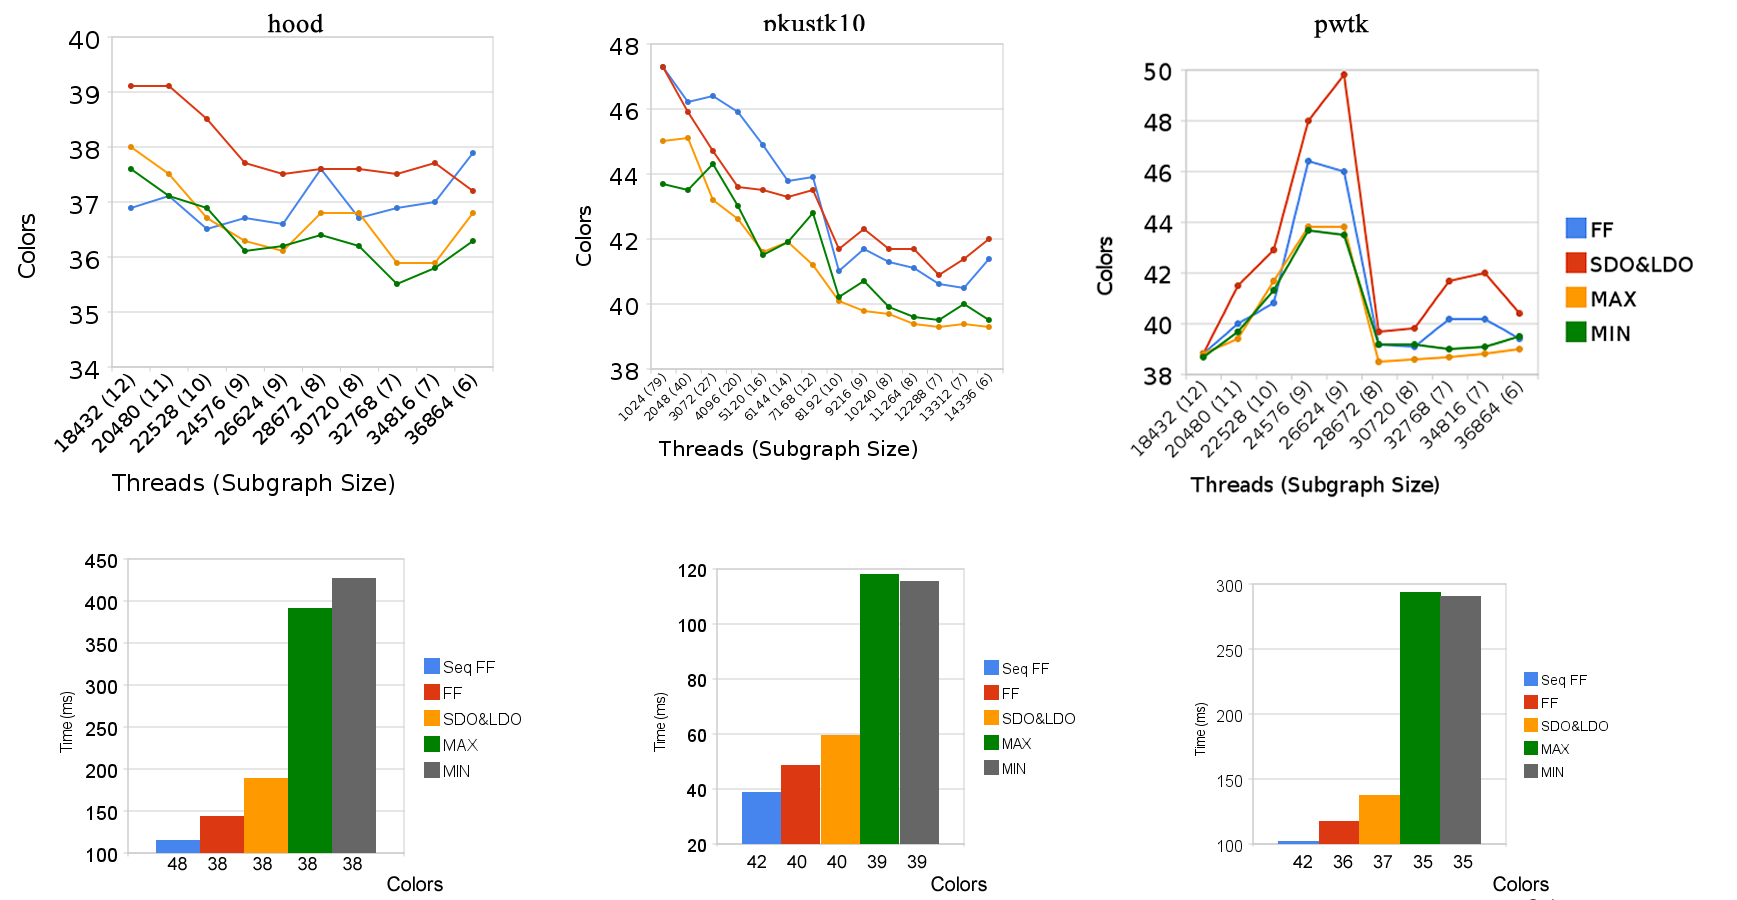 hood
40
39
38
37
36
35
34
Colors
18432 (12)
20480 (11)
22528 (10)
24576 (9)
26624 (9)
28672 (8)
30720 (8)
32768 (7)
34816 (7)
36864 (6)
Threads (Subgraph Size)
pkustk10
48
46
44
42
40
38
Colors
1024 (79)
2048 (40)
3072 (27)
4096 (20)
5120 (16)
6144 (14)
7168 (12)
8192 (10)
9216 (9)
10240 (8)
11264 (8)
12288 (7)
13312 (7)
14336 (6)
Threads (Subgraph Size)
pwtk
50
48
46
44
42
40
38
Colors
18432 (12)
20480 (11)
22528 (10)
24576 (9)
26624 (9)
28672 (8)
30720 (8)
32768 (7)
34816 (7)
36864 (6)
Threads (Subgraph Size)
FF
SDO&LDO
MAX
MIN
450
400
350
300
250
200
150
100
Time (ms)
48 38 38 38 38
Colors
Seq FF
FF
SDO&LDO
MAX
MIN
120
100
80
60
40
20
Time (ms)
42 40 40 39 39
Colors
Seq FF
FF
SDO&LDO
MAX
MIN
300
250
200
150
100
Time (ms)
42 36 37 35 35
Colors
Seq FF
FF
SDO&LDO
MAX
MIN